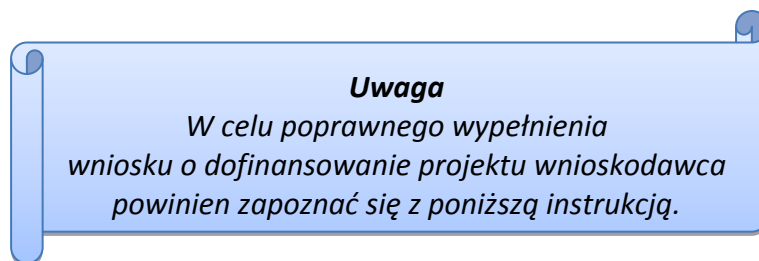 Uwaga
W celu poprawnego wypełnienia
wniosku o dofinansowanie projektu wnioskodawca
powinien zapoznać się z poniższą instrukcją.